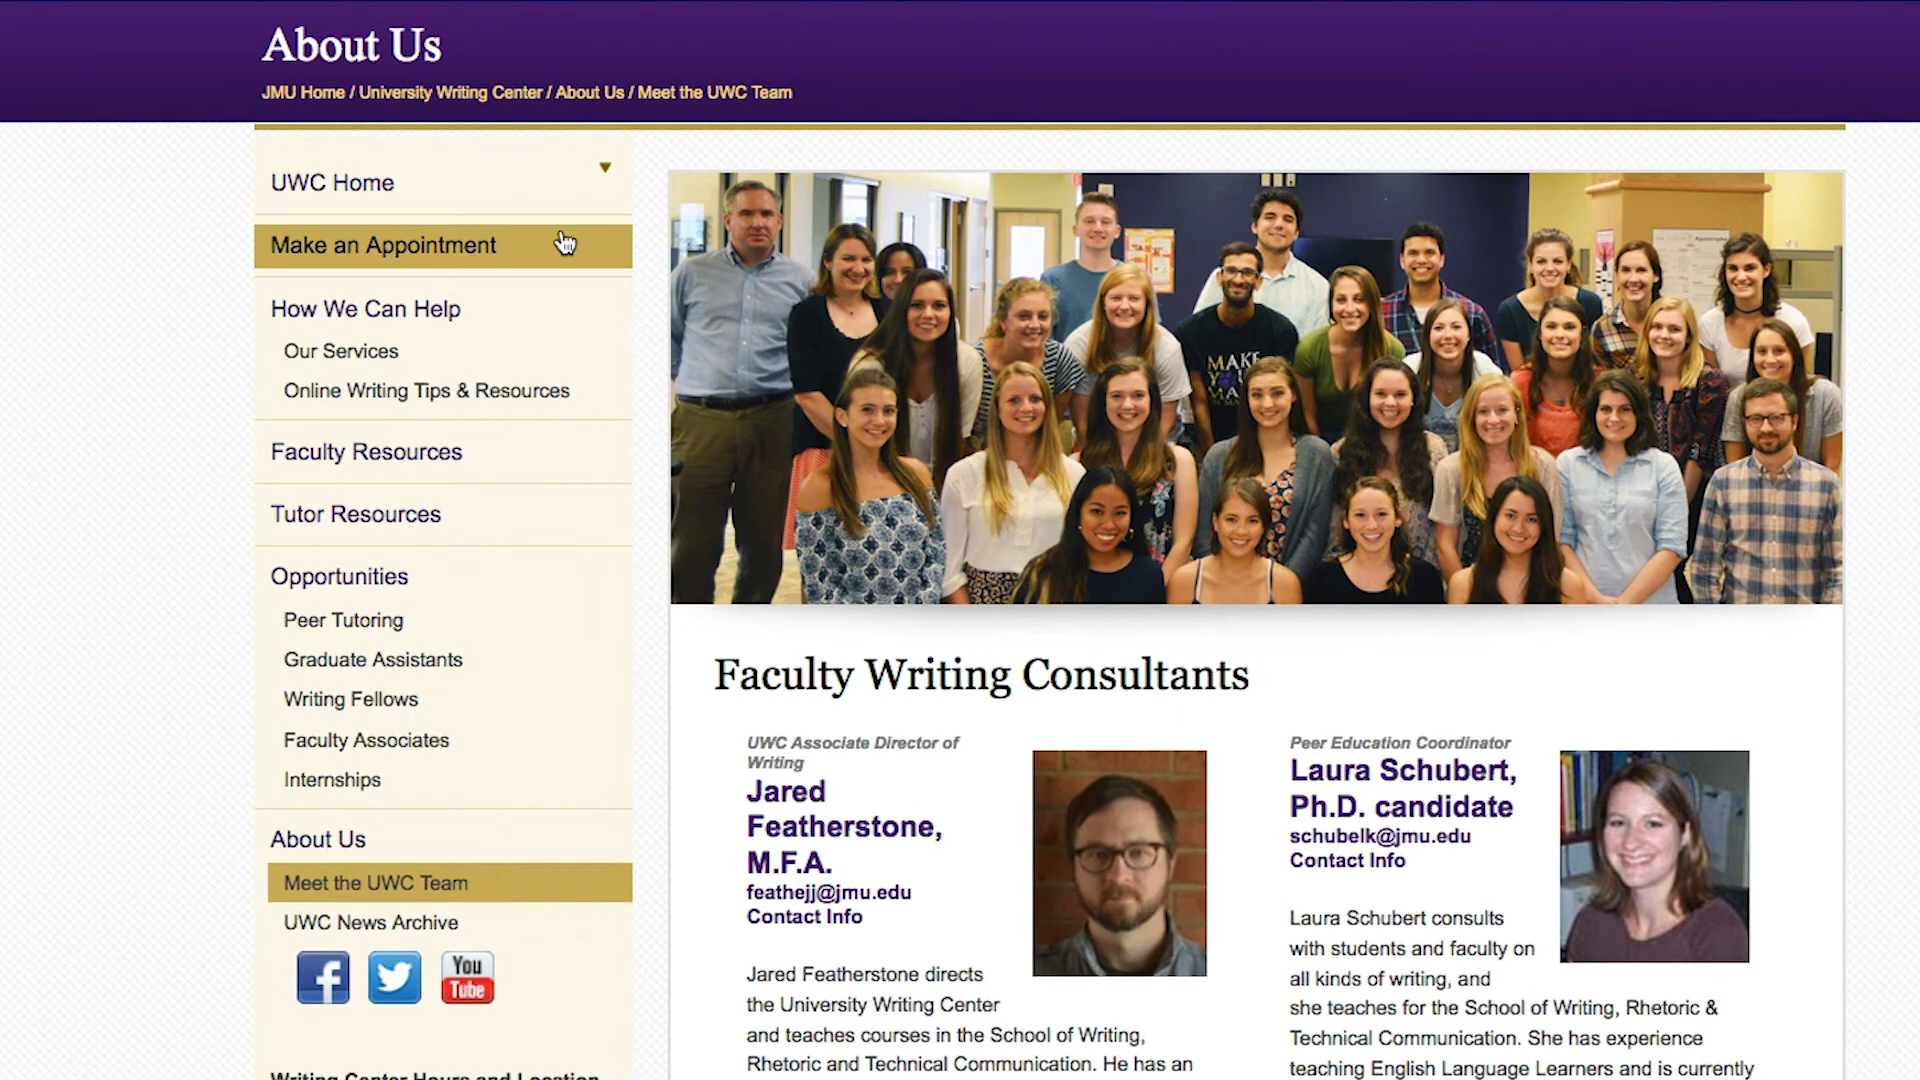 About Us
JMU Home / University Writing Center / About Us / Meet the UWC Team
UWC Home
Make an Appointment
How We Can Help
Our Services
Online Writing Tips & Resources
Faculty Resources
Tutor Resources
Opportunities
Peer Tutoring
Graduate Assistants
Writing Fellows
Faculty Associates
Internships
About Us
Meet the UWC Team
UWC News Archive
f
You
Tube
Writing Center Hours and Location
MAKE
Faculty Writing Consultants
UWC Associate Director of
Writing
Jared
Featherstone,
M.F.A.
feathejj@jmu.edu
Contact Info
Jared Featherstone directs
the University Writing Center
and teaches courses in the School of Writing,
Rhetoric and Technical Communication. He has an
Peer Education Coordinator
Laura Schubert,
Ph.D. candidate
schubelk@jmu.edu
Contact Info
Laura Schubert consults
with students and faculty on
all kinds of writing, and
she teaches for the School of Writing, Rhetoric &
Technical Communication. She has experience
teaching English Language Learners and is currently